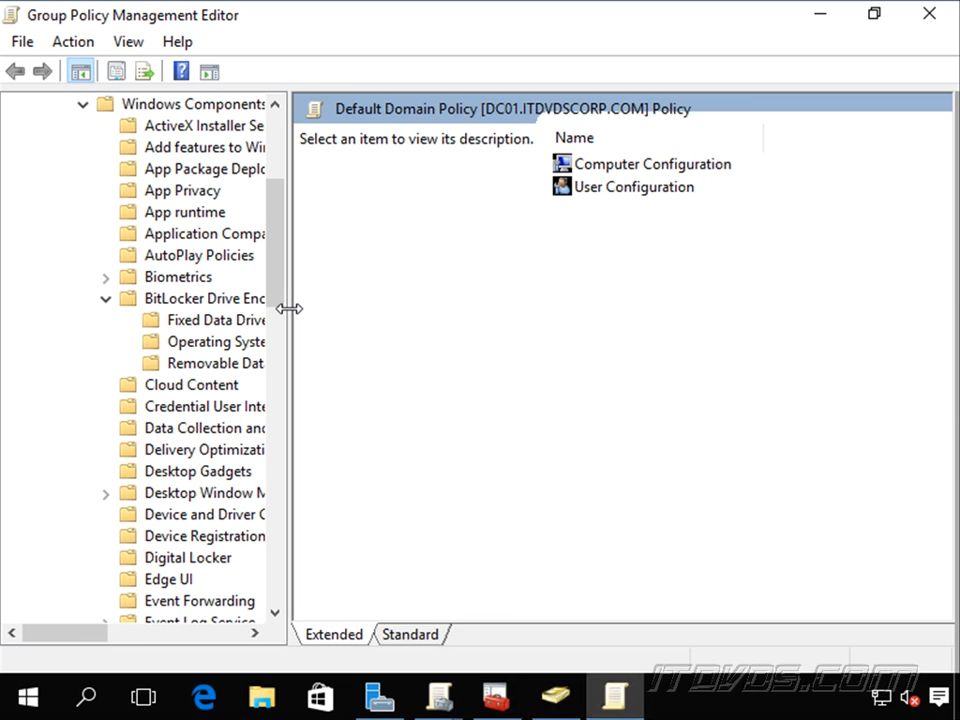 Group Policy Management Editor
File Action View Help
Windows Components
ActiveX Installer Se
Add features to Wi
App Package Deplo
App Privacy
App runtime
Application Compa
AutoPlay Policies
Biometrics
BitLocker Drive Enc
Fixed Data Drive
Operating Syste
Removable Dat
Cloud Content
Credential User Inte
Data Collection and
Delivery Optimizati
Desktop Gadgets
Desktop Window M
Device and Driver C
Device Registration
Digital Locker
Edge UI
Event Forwarding
Event Log Service
Default Domain Policy [DC01.ITDVDSCORP.COM] Policy
Select an item to view its description.
Name
Computer Configuration
User Configuration
Extended Standard
ITDVDS.COM